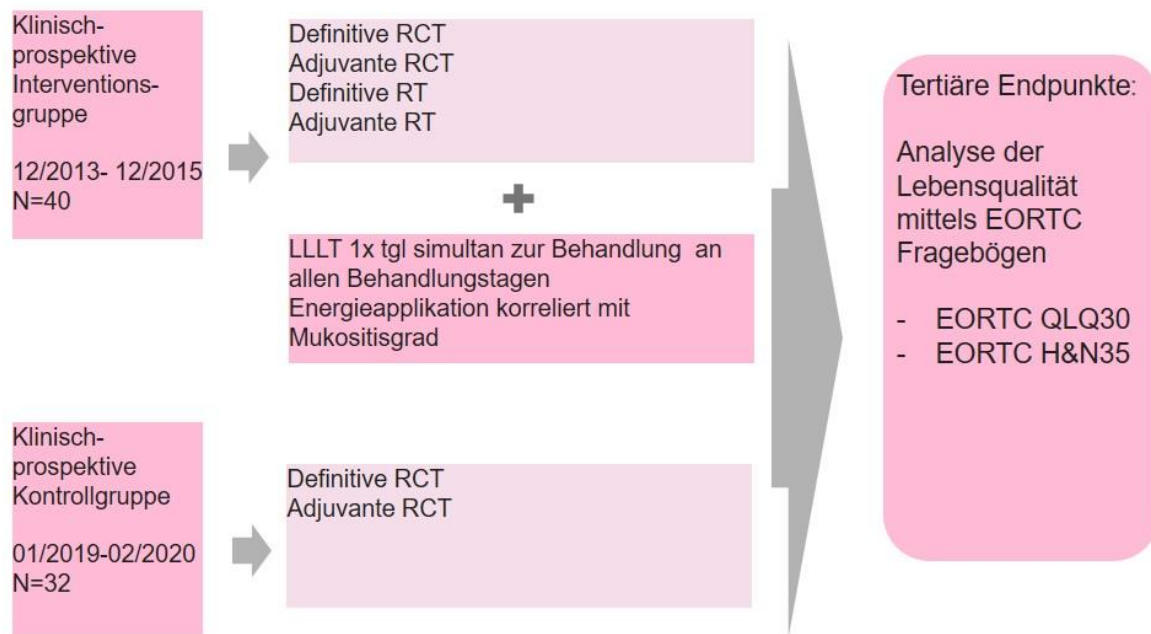 Klinisch-
prospektive
Interventions-
gruppe
12/2013- 12/2015
N=40
Definitive RCT
Adjuvante RCT
Definitive RT
Adjuvante RT
LLLT 1x tgl simultan zur Behandlung an
allen Behandlungstagen
Energieapplikation korreliert mit
Mukositisgrad
Klinisch-
prospektive
Kontrollgruppe
01/2019-02/2020
N=32
Definitive RCT
Adjuvante RCT
Tertiäre Endpunkte:
Analyse der
Lebensqualität
mittels EORTC
Fragebögen
- EORTC QLQ30
- EORTC H&N35